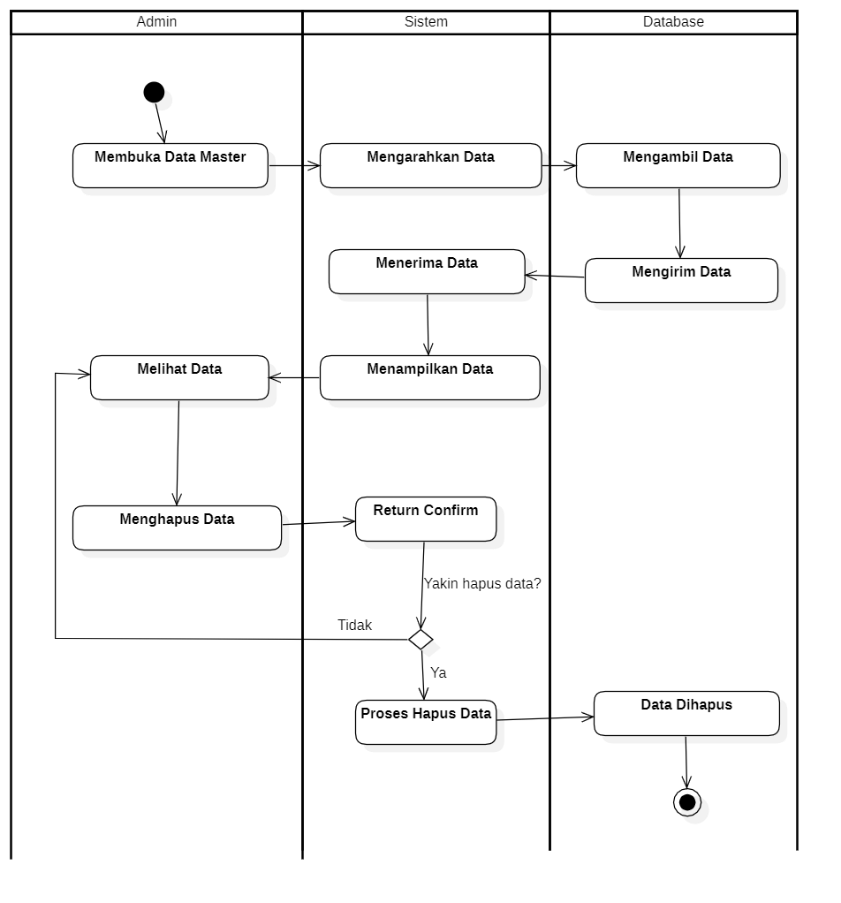 Admin
Sistem
Database
Membuka Data Master
Mengarahkan Data
Mengambil Data
Menerima Data
Mengirim Data
Melihat Data
Menampilkan Data
Menghapus Data
Return Confirm
Yakin hapus data?
Tidak
Ya
Proses Hapus Data
Data Dihapus